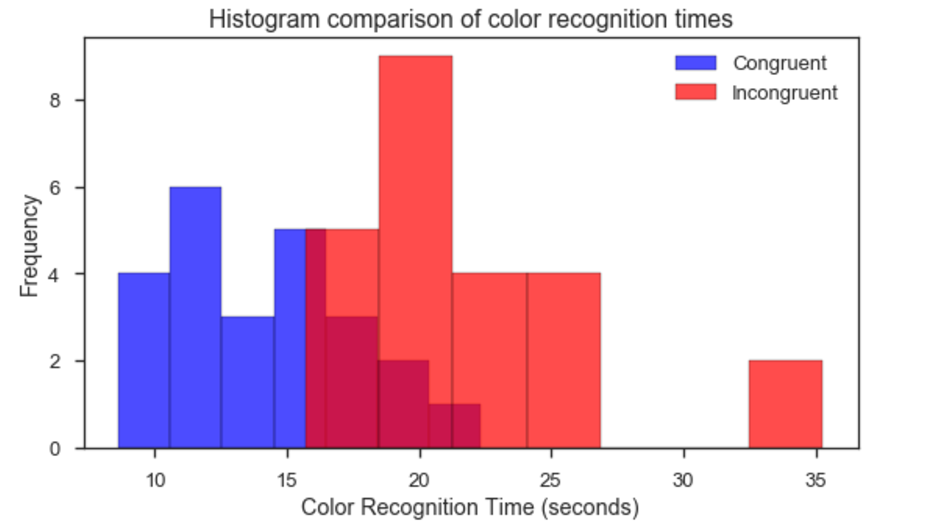 Histogram comparison of color recognition times
Congruent
Incongruent
8
6
4
2
0
Frequency
10 15 20 25 30 35
Color Recognition Time (seconds)